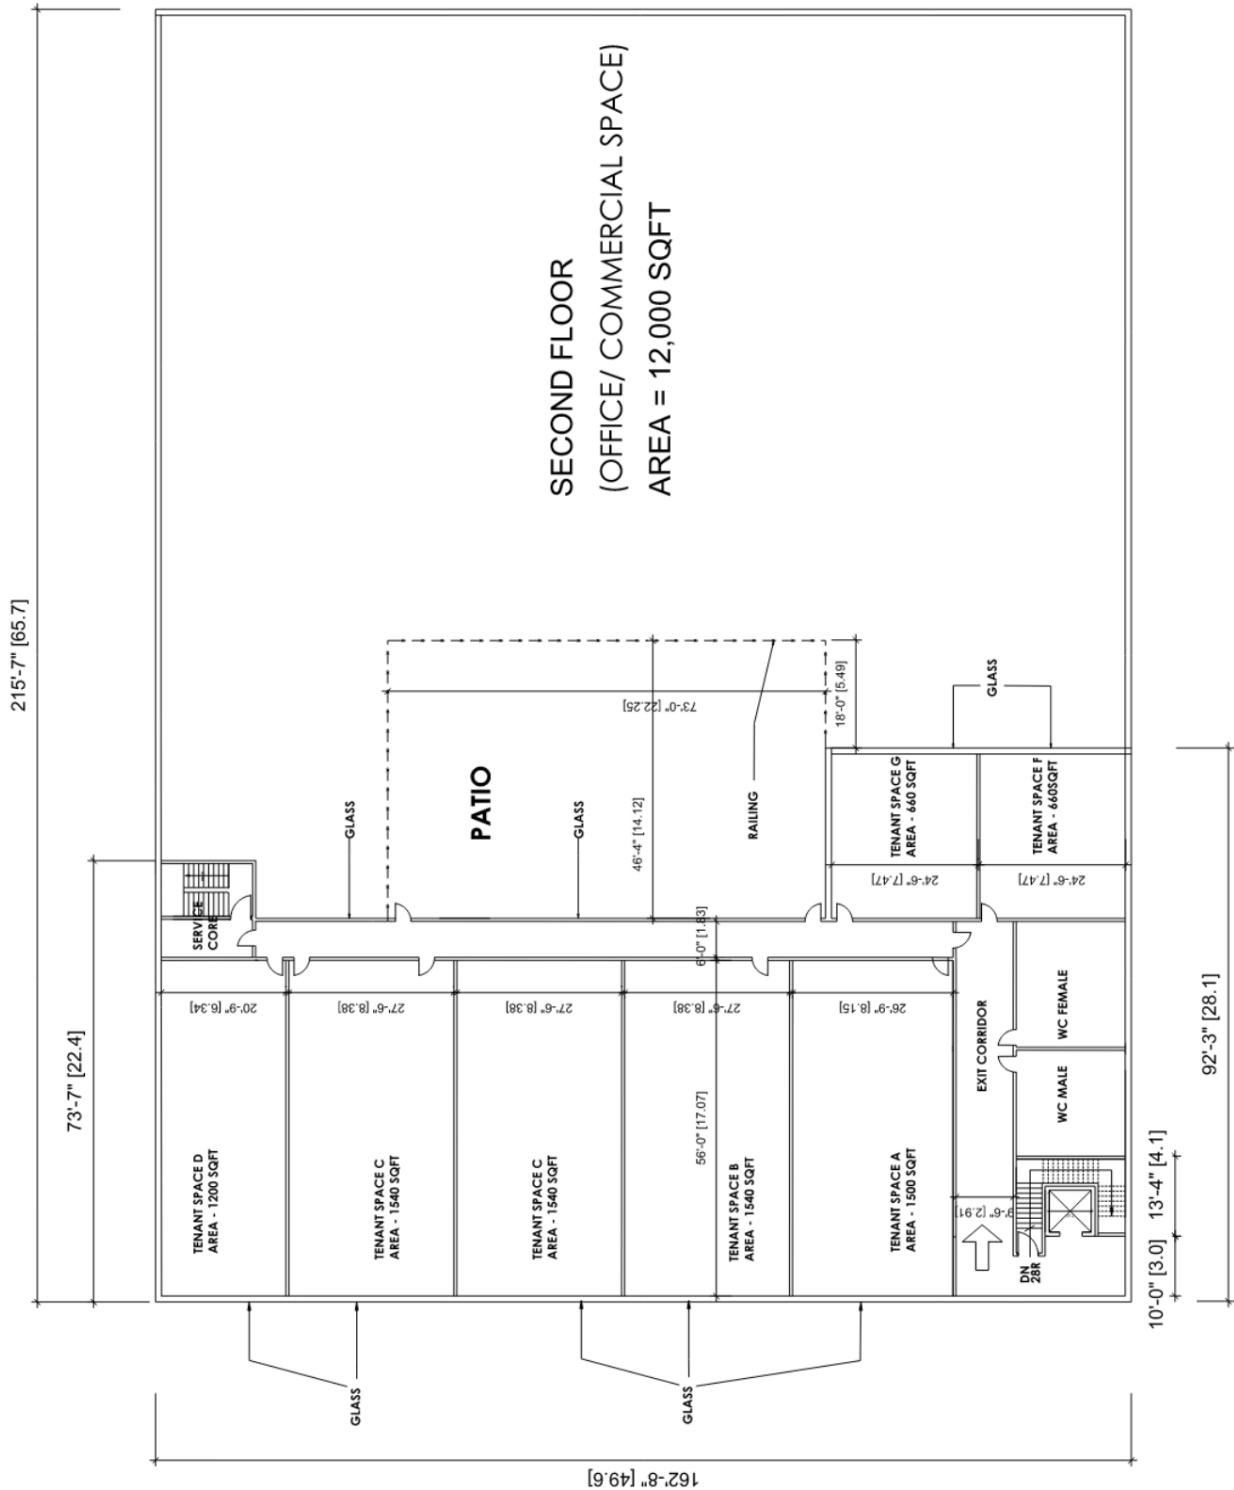 SECOND FLOOR
(OFFICE/ COMMERCIAL SPACE)
AREA = 12,000 SQFT
215'-7" [65.7]
73'-7" [22.4]
162'-8" [49.6]
92'-3" [28.1]
10'-0" [3.0]
13'-4" [4.1]
PATIO
73'-0" [22.25]
46'-4" [14.12]
18'-0" [5.49]
RAILING
GLASS
GLASS
GLASS
GLASS
GLASS
SERVICE
CORE
6'-0" [1.83]
56'-0" [17.07]
TENANT SPACE D
AREA - 1200 SQFT
20'-9" [6.34]
TENANT SPACE C
AREA - 1540 SQFT
27'-6" [8.38]
TENANT SPACE C
AREA - 1540 SQFT
27'-6" [8.38]
TENANT SPACE B
AREA - 1540 SQFT
27'-6" [8.38]
TENANT SPACE A
AREA - 1500 SQFT
26'-9" [8.15]
TENANT SPACE G
AREA - 660 SQFT
24'-6" [7.47]
TENANT SPACE F
AREA - 660SQFT
24'-6" [7.47]
EXIT CORRIDOR
9'-6" [2.91]
WC FEMALE
WC MALE
DN
28R